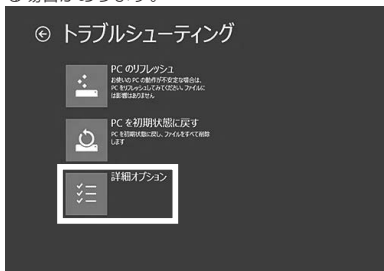 る場合があります。
トラブルシューティング
PC のリフレッシュ
お使いの PC の動作が不安定な場合は、
PC をリフレッシュしてみてください。ファイルに
は影響はありません
PC を初期状態に戻す
PC を初期状態に戻し、ファイルをすべて削除
します
詳細オプション